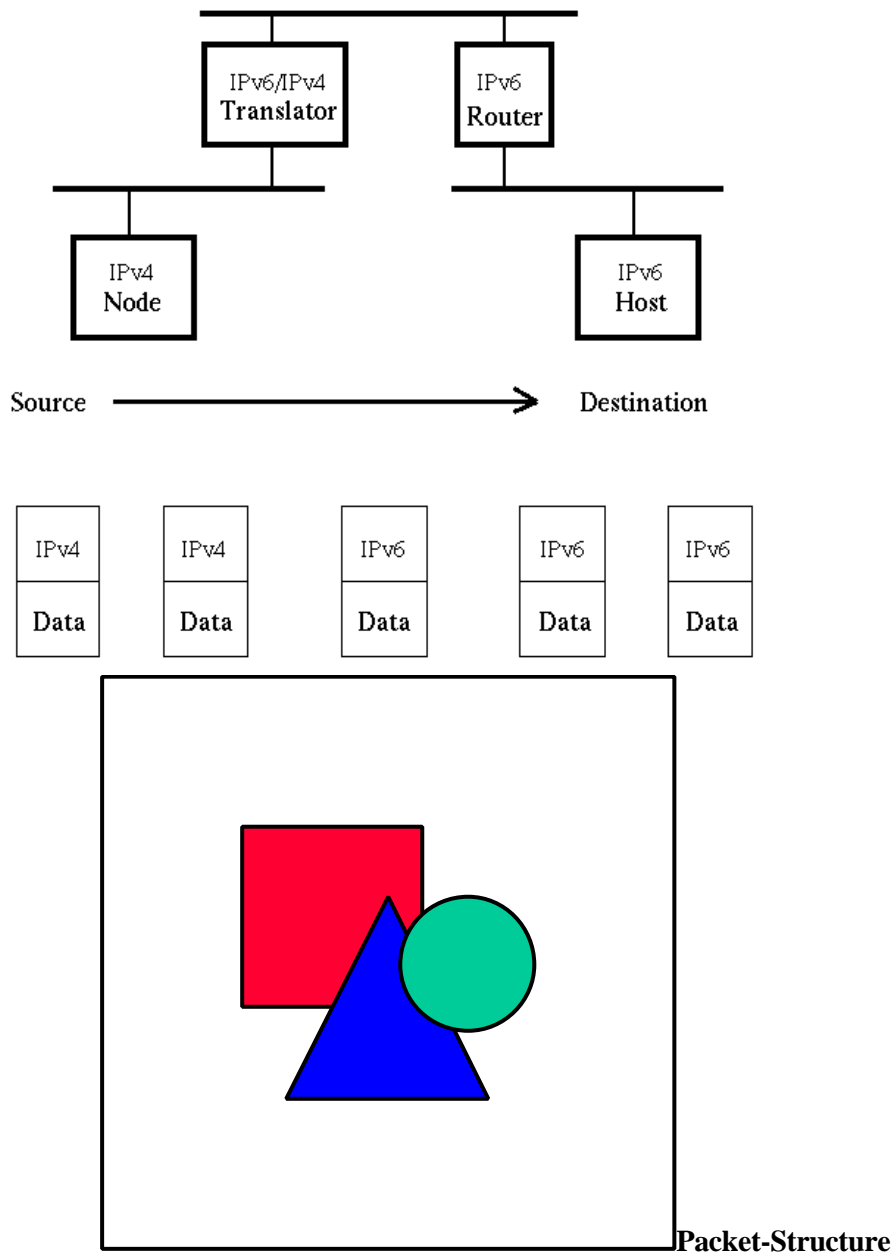 IPv6/IPv4
Translator
IPv6
Router
IPv4
Node
IPv6
Host
Source
Destination
IPv4
Data
IPv4
Data
IPv6
Data
IPv6
Data
IPv6
Data
Packet-Structure